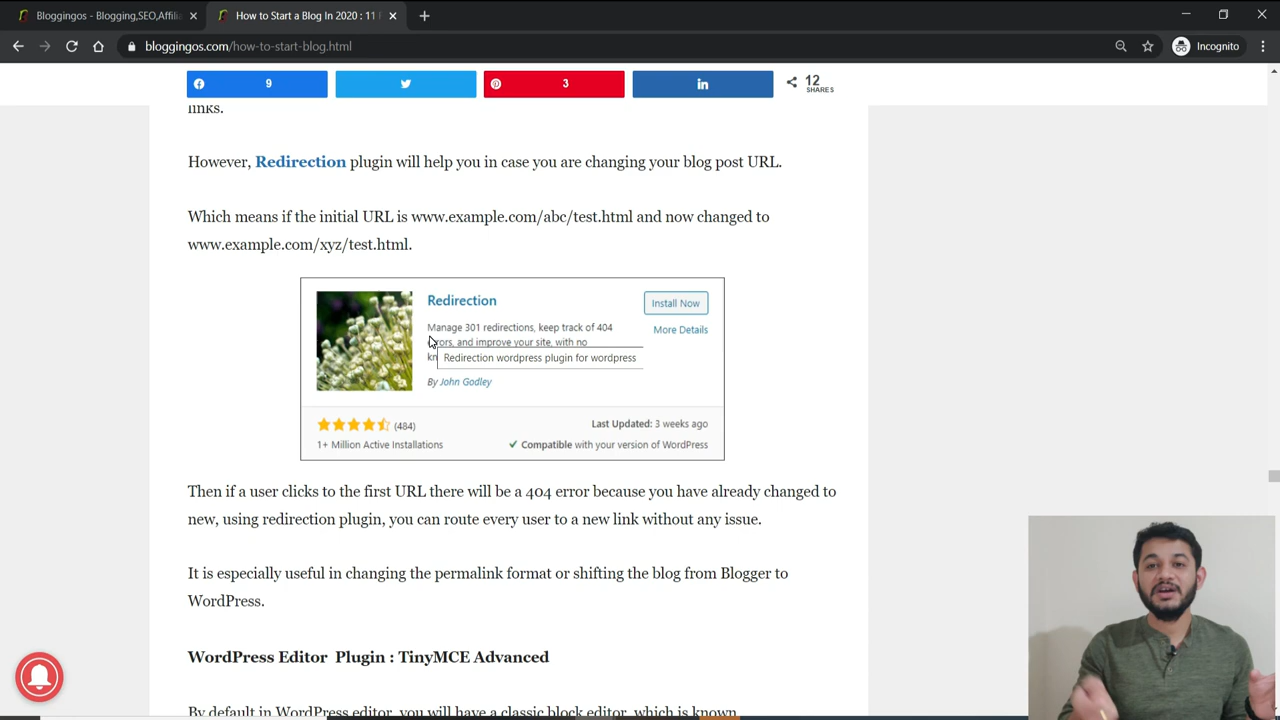 Bloggingos - Blogging,SEO,Affilia
How to Start a Blog In 2020 : 11
bloggingos.com/how-to-start-blog.html
Incognito
9
3
12
SHARES
links.
However, Redirection plugin will help you in case you are changing your blog post URL.
Which means if the initial URL is www.example.com/abc/test.html and now changed to
www.example.com/xyz/test.html.
Redirection
Install Now
Manage 301 redirections, keep track of 404
More Details
errors, and improve your site, with no
kn
Redirection wordpress plugin for wordpress
By John Godley
(484)
Last Updated: 3 weeks ago
1+ Million Active Installations
Compatible with your version of WordPress
Then if a user clicks to the first URL there will be a 404 error because you have already changed to
new, using redirection plugin, you can route every user to a new link without any issue.
It is especially useful in changing the permalink format or shifting the blog from Blogger to
WordPress.
WordPress Editor Plugin : TinyMCE Advanced
By default in WordPress editor, you will have a classic block editor, which is known